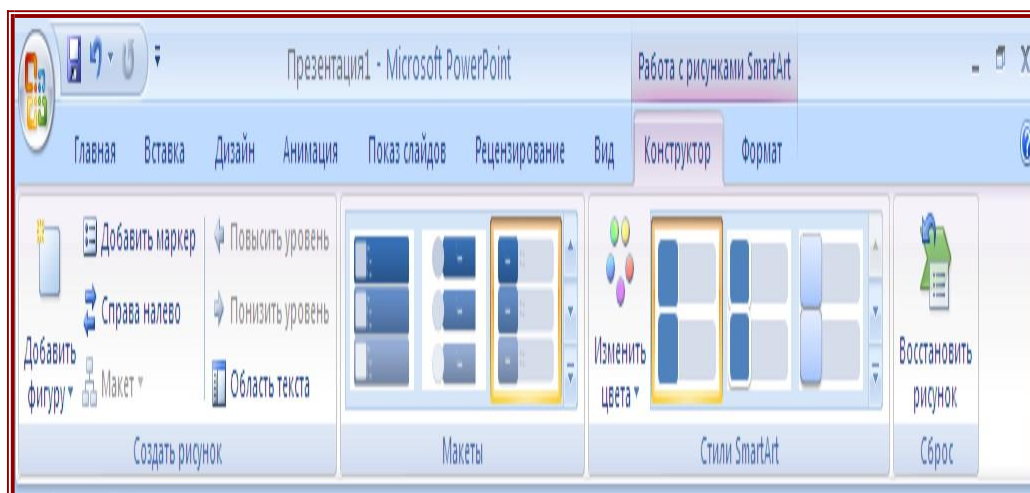 Презентация1 - Microsoft PowerPoint
Работа с рисунками SmartArt
Главная Вставка Дизайн Анимация Показ слайдов Рецензирование Вид Конструктор Формат
Добавить фигуру
Добавить маркер
Справа налево
Макет
Повысить уровень
Понизить уровень
Область текста
Создать рисунок
Макеты
Изменить цвета
Стили SmartArt
Восстановить рисунок
Сброс